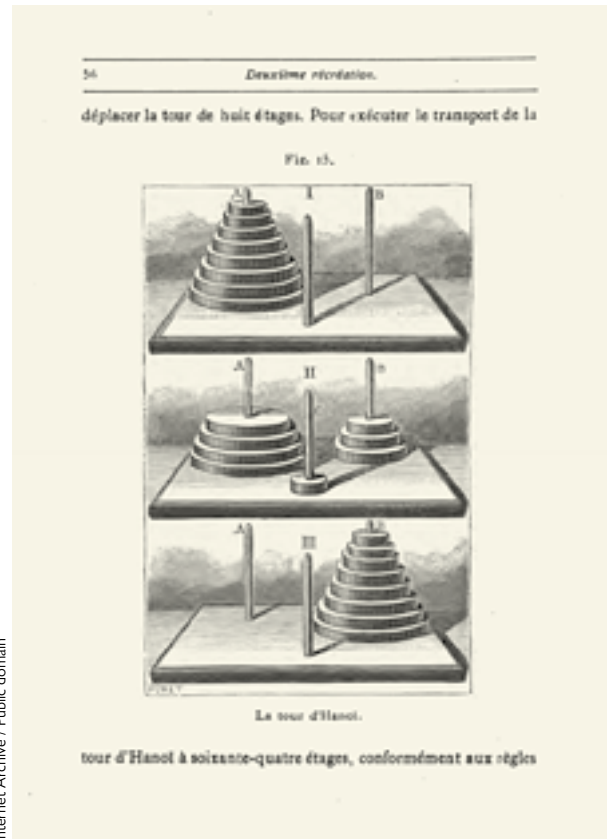 56
Deuxième récréation.
déplacer la tour de huit étages. Pour exécuter le transport de la
Fig. 15.
A I B
A II B
A III B
La tour d'Hanoï.
tour d'Hanoï à soixante-quatre étages, conformément aux règles
Internet Archive / Public domain